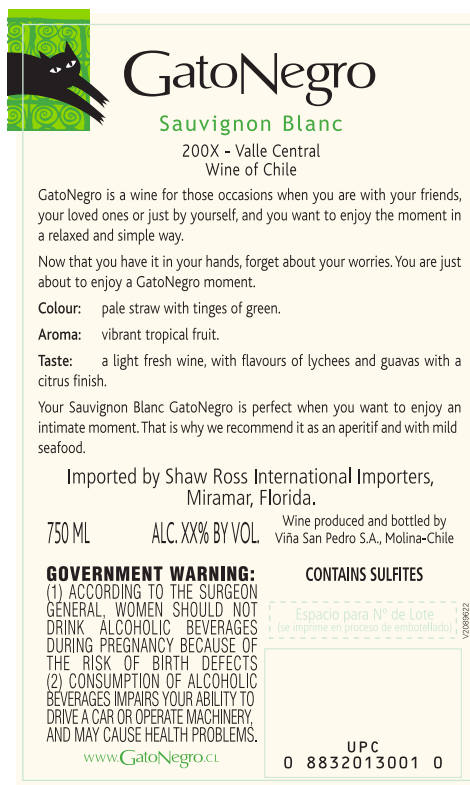 GatoNegro
Sauvignon Blanc
200X - Valle Central
Wine of Chile
GatoNegro is a wine for those occasions when you are with your friends,
your loved ones or just by yourself, and you want to enjoy the moment in
a relaxed and simple way.
Now that you have it in your hands, forget about your worries. You are just
about to enjoy a GatoNegro moment.
Colour: pale straw with tinges of green.
Aroma: vibrant tropical fruit.
Taste: a light fresh wine, with flavours of lychees and guavas with a
citrus finish.
Your Sauvignon Blanc GatoNegro is perfect when you want to enjoy an
intimate moment. That is why we recommend it as an aperitif and with mild
seafood.
Imported by Shaw Ross International Importers,
Miramar, Florida.
750 ML ALC. XX% BY VOL.
Wine produced and bottled by
Viña San Pedro S.A., Molina-Chile
GOVERNMENT WARNING:
(1) ACCORDING TO THE SURGEON
GENERAL, WOMEN SHOULD NOT
DRINK ALCOHOLIC BEVERAGES
DURING PREGNANCY BECAUSE OF
THE RISK OF BIRTH DEFECTS
(2) CONSUMPTION OF ALCOHOLIC
BEVERAGES IMPAIRS YOUR ABILITY TO
DRIVE A CAR OR OPERATE MACHINERY,
AND MAY CAUSE HEALTH PROBLEMS.
www.GatoNegro.CL
CONTAINS SULFITES
Espacio para N° de Lote
(se imprime en proceso de embotellado)
V2089622
UPC
0 8832013001 0